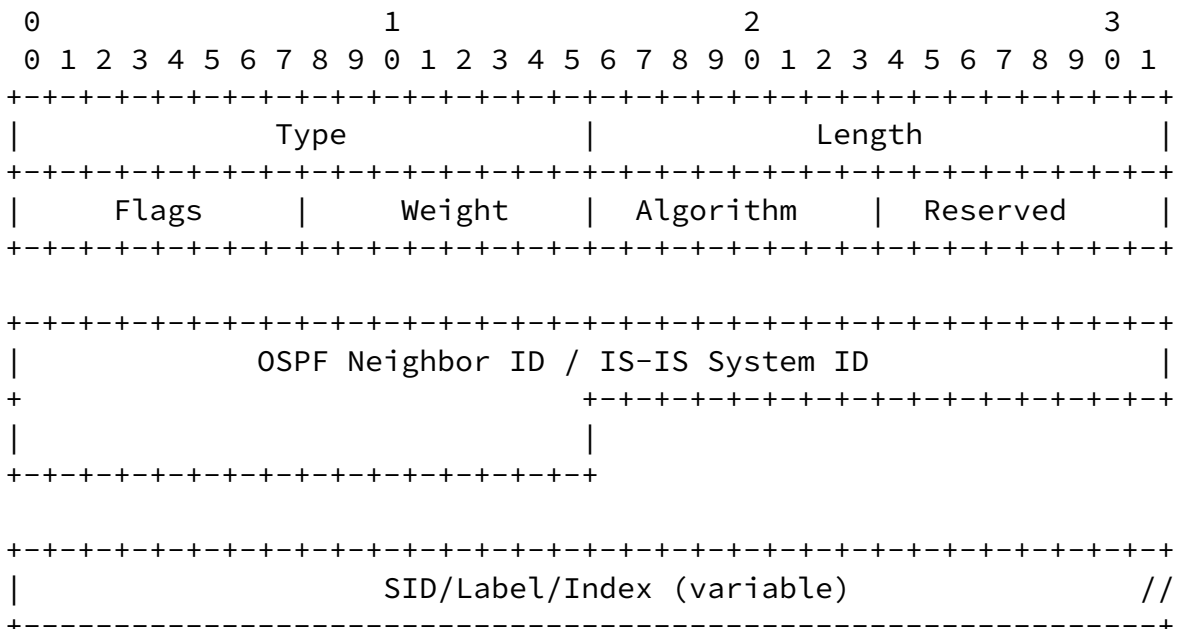 0                   1                   2                   3
 0 1 2 3 4 5 6 7 8 9 0 1 2 3 4 5 6 7 8 9 0 1 2 3 4 5 6 7 8 9 0 1
+-+-+-+-+-+-+-+-+-+-+-+-+-+-+-+-+-+-+-+-+-+-+-+-+-+-+-+-+-+-+-+-+
|              Type             |            Length             |
+-+-+-+-+-+-+-+-+-+-+-+-+-+-+-+-+-+-+-+-+-+-+-+-+-+-+-+-+-+-+-+-+
|     Flags     |     Weight    |  Algorithm    |  Reserved     |
+-+-+-+-+-+-+-+-+-+-+-+-+-+-+-+-+-+-+-+-+-+-+-+-+-+-+-+-+-+-+-+-+

+-+-+-+-+-+-+-+-+-+-+-+-+-+-+-+-+-+-+-+-+-+-+-+-+-+-+-+-+-+-+-+-+
|             OSPF Neighbor ID / IS-IS System ID                |
+                               +-+-+-+-+-+-+-+-+-+-+-+-+-+-+-+-+
|                               |
+-+-+-+-+-+-+-+-+-+-+-+-+-+-+-+-+

+-+-+-+-+-+-+-+-+-+-+-+-+-+-+-+-+-+-+-+-+-+-+-+-+-+-+-+-+-+-+-+-+
|                    SID/Label/Index (variable)                //
+---------------------------------------------------------------+